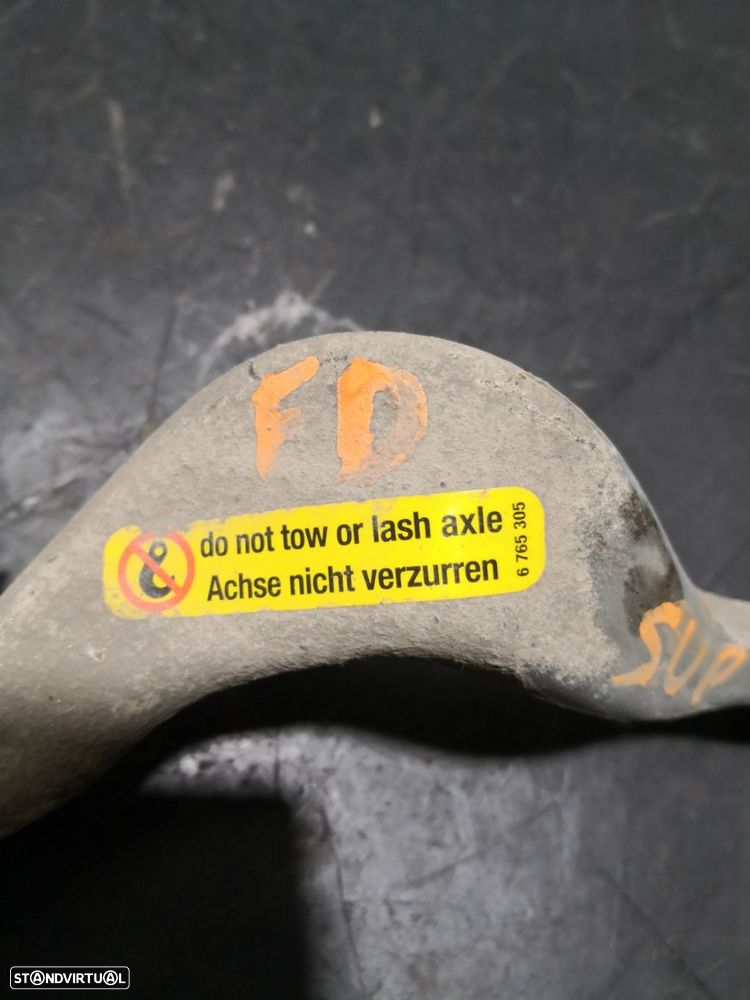 FD
do not tow or lash axle
Achse nicht verzurren
6 765 305
SUP
STANDVIRTUAL